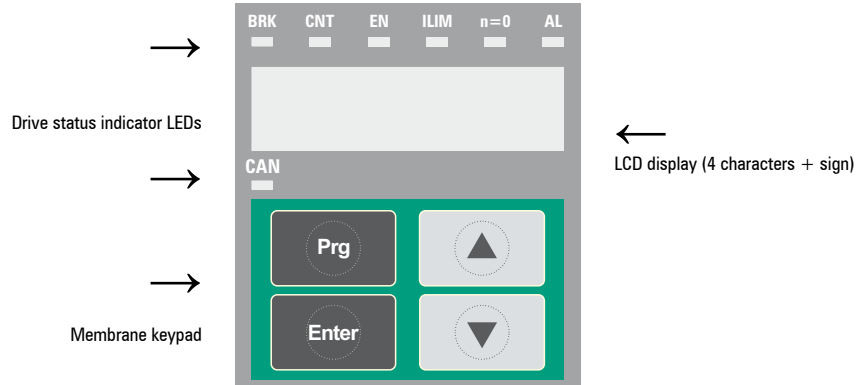 BRK CNT EN ILIM n=0 AL
Drive status indicator LEDs
LCD display (4 characters + sign)
CAN
Prg
Enter
Membrane keypad